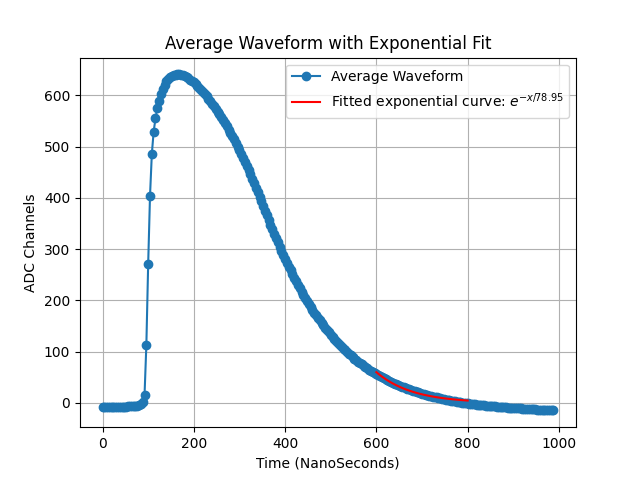 Average Waveform with Exponential Fit
Average Waveform
Fitted exponential curve: e^{-x/78.95}
ADC Channels
600
500
400
300
200
100
0
0 200 400 600 800 1000
Time (NanoSeconds)